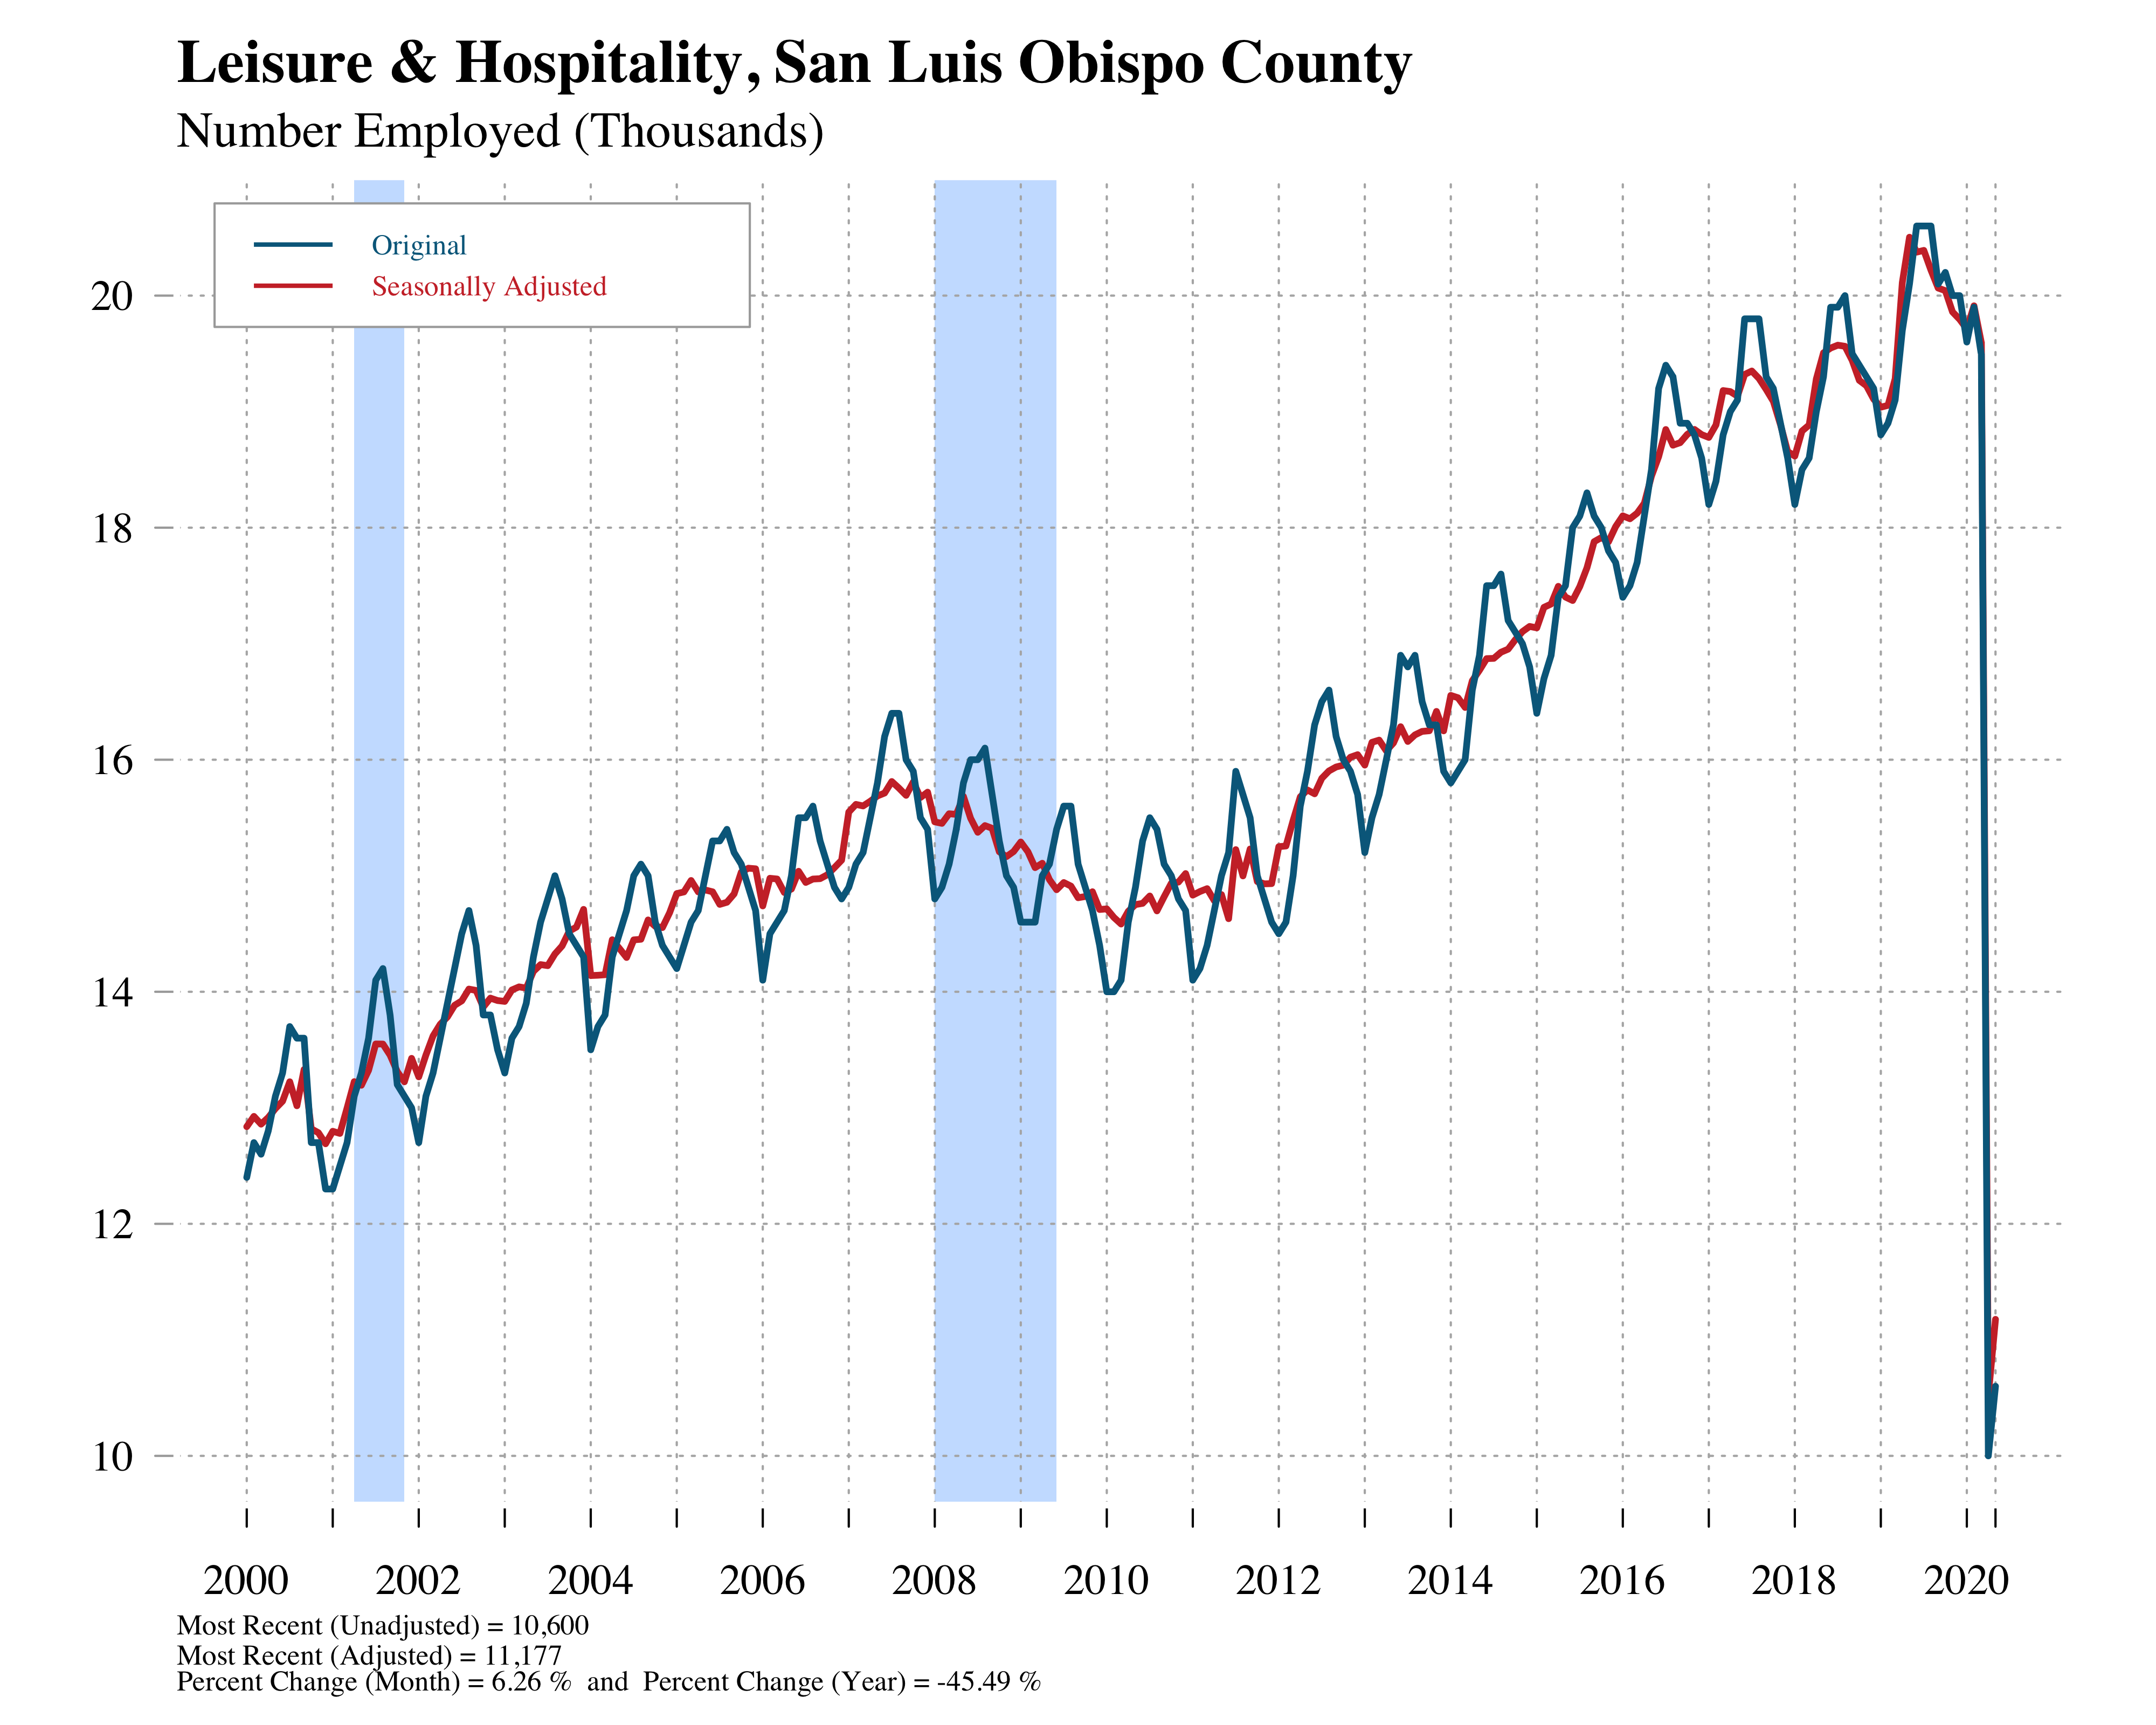 Leisure & Hospitality, San Luis Obispo County
Number Employed (Thousands)
Original
Seasonally Adjusted
20
18
16
14
12
10
2000 2002 2004 2006 2008 2010 2012 2014 2016 2018 2020
Most Recent (Unadjusted) = 10,600
Most Recent (Adjusted) = 11,177
Percent Change (Month) = 6.26 % and Percent Change (Year) = -45.49 %